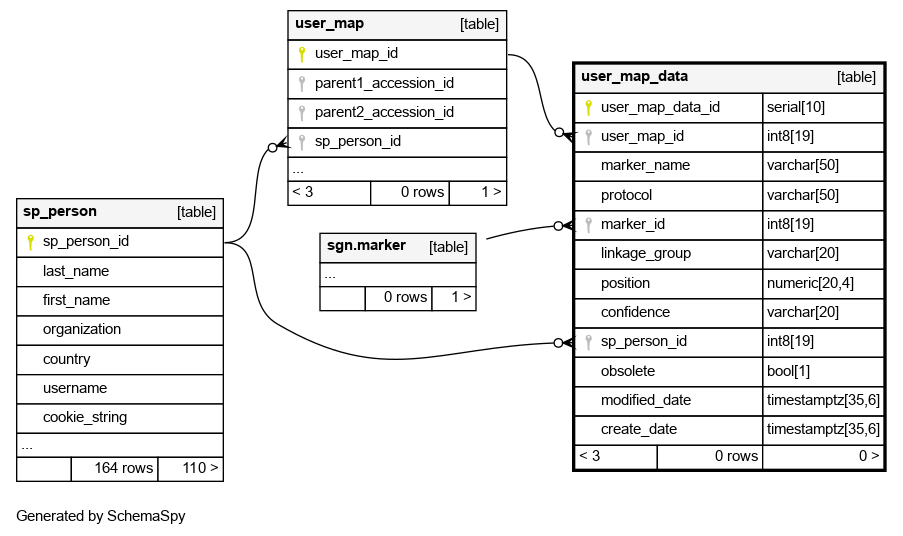 user_map [table]
user_map_id
parent1_accession_id
parent2_accession_id
sp_person_id
...
< 3 0 rows 1 >
user_map_data [table]
user_map_data_id serial[10]
user_map_id int8[19]
marker_name varchar[50]
protocol varchar[50]
marker_id int8[19]
linkage_group varchar[20]
position numeric[20,4]
confidence varchar[20]
sp_person_id int8[19]
obsolete bool[1]
modified_date timestamptz[35,6]
create_date timestamptz[35,6]
< 3 0 rows 0 >
sgn.marker [table]
...
0 rows 1 >
sp_person [table]
sp_person_id
last_name
first_name
organization
country
username
cookie_string
...
164 rows 110 >
Generated by SchemaSpy